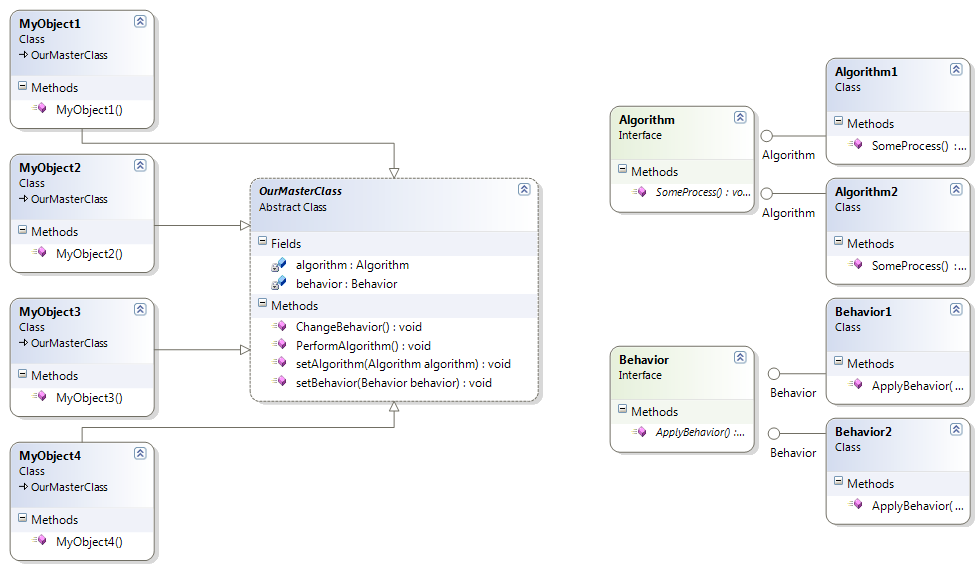 MyObject1
Class
OurMasterClass
Methods
MyObject1()
MyObject2
Class
OurMasterClass
Methods
MyObject2()
MyObject3
Class
OurMasterClass
Methods
MyObject3()
MyObject4
Class
OurMasterClass
Methods
MyObject4()
OurMasterClass
Abstract Class
Fields
algorithm : Algorithm
behavior : Behavior
Methods
ChangeBehavior() : void
PerformAlgorithm() : void
setAlgorithm(Algorithm algorithm) : void
setBehavior(Behavior behavior) : void
Algorithm
Interface
Methods
SomeProcess() : vo...
Algorithm
Algorithm
Algorithm1
Class
Methods
SomeProcess() :...
Algorithm2
Class
Methods
SomeProcess() :...
Behavior
Interface
Methods
ApplyBehavior() :...
Behavior
Behavior
Behavior1
Class
Methods
ApplyBehavior( ...
Behavior2
Class
Methods
ApplyBehavior( ...